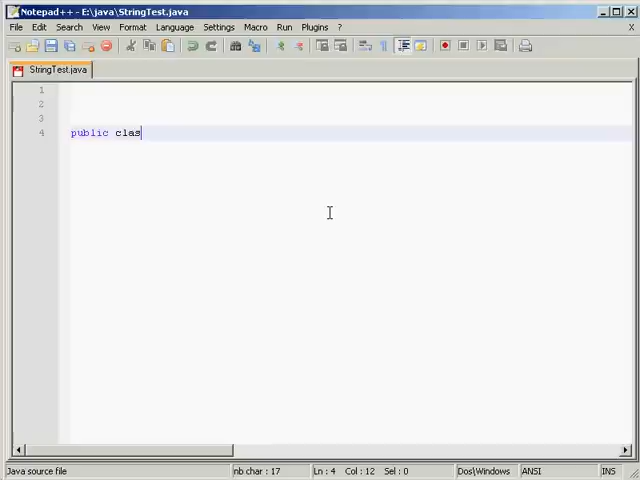 Notepad++ - E:\java\StringTest.java
File Edit Search View Format Language Settings Macro Run Plugins ? X
StringTest.java
1
2
3
4 public clas
Java source file nb char : 17 Ln : 4 Col : 12 Sel : 0 Dos\Windows ANSI INS